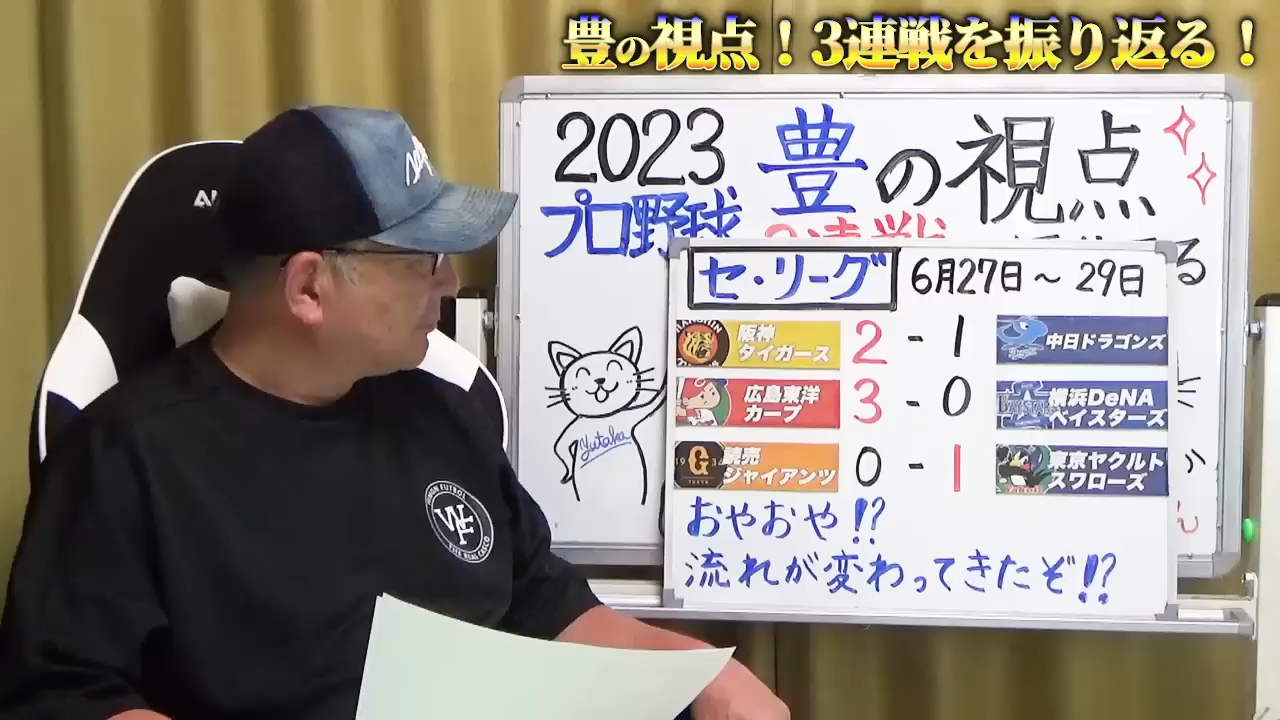 豊の視点！3連戦を振り返る！
2023 豊の視点
プロ野球
セ・リーグ 6月27日～29日
阪神タイガース 2-1 中日ドラゴンズ
広島東洋カープ 3-0 横浜DeNAベイスターズ
読売ジャイアンツ 0-1 東京ヤクルトスワローズ
おやおや!?
流れが変わってきたぞ!?
Yutaka
WF